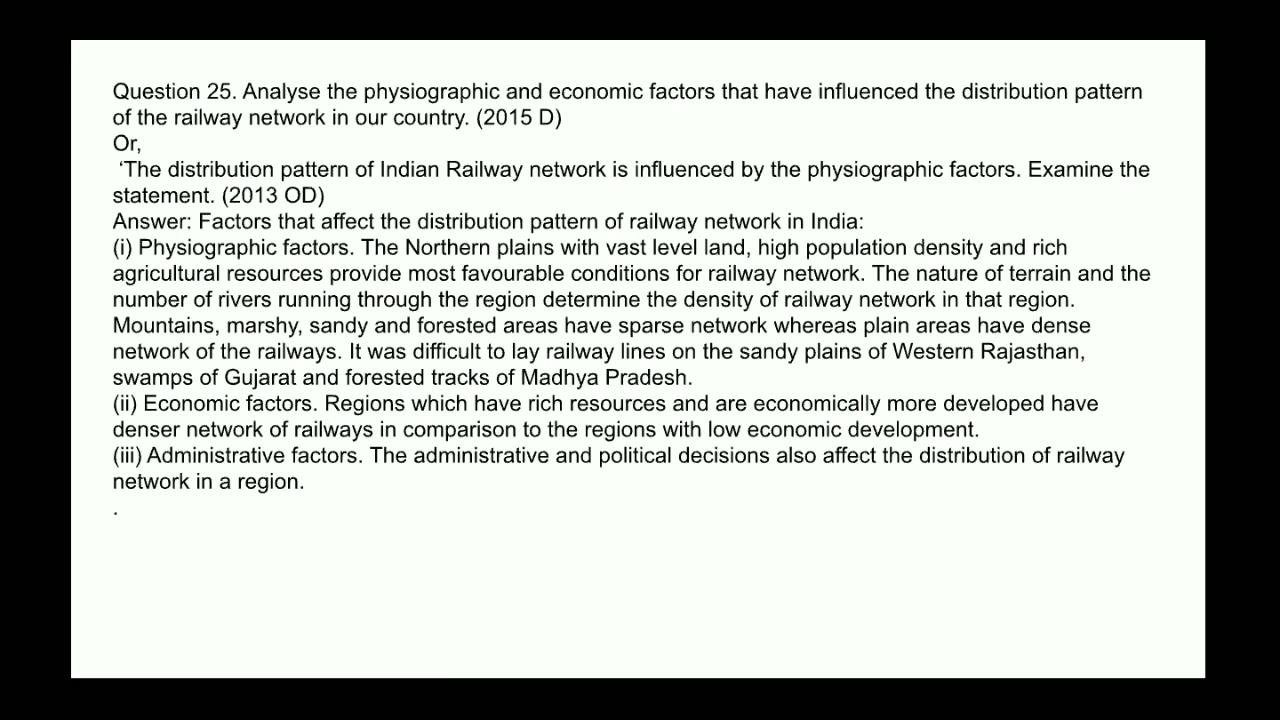 Question 25. Analyse the physiographic and economic factors that have influenced the distribution pattern
of the railway network in our country. (2015 D)
Or,
‘The distribution pattern of Indian Railway network is influenced by the physiographic factors. Examine the
statement. (2013 OD)
Answer: Factors that affect the distribution pattern of railway network in India:
(i) Physiographic factors. The Northern plains with vast level land, high population density and rich
agricultural resources provide most favourable conditions for railway network. The nature of terrain and the
number of rivers running through the region determine the density of railway network in that region.
Mountains, marshy, sandy and forested areas have sparse network whereas plain areas have dense
network of the railways. It was difficult to lay railway lines on the sandy plains of Western Rajasthan,
swamps of Gujarat and forested tracks of Madhya Pradesh.
(ii) Economic factors. Regions which have rich resources and are economically more developed have
denser network of railways in comparison to the regions with low economic development.
(iii) Administrative factors. The administrative and political decisions also affect the distribution of railway
network in a region.
.